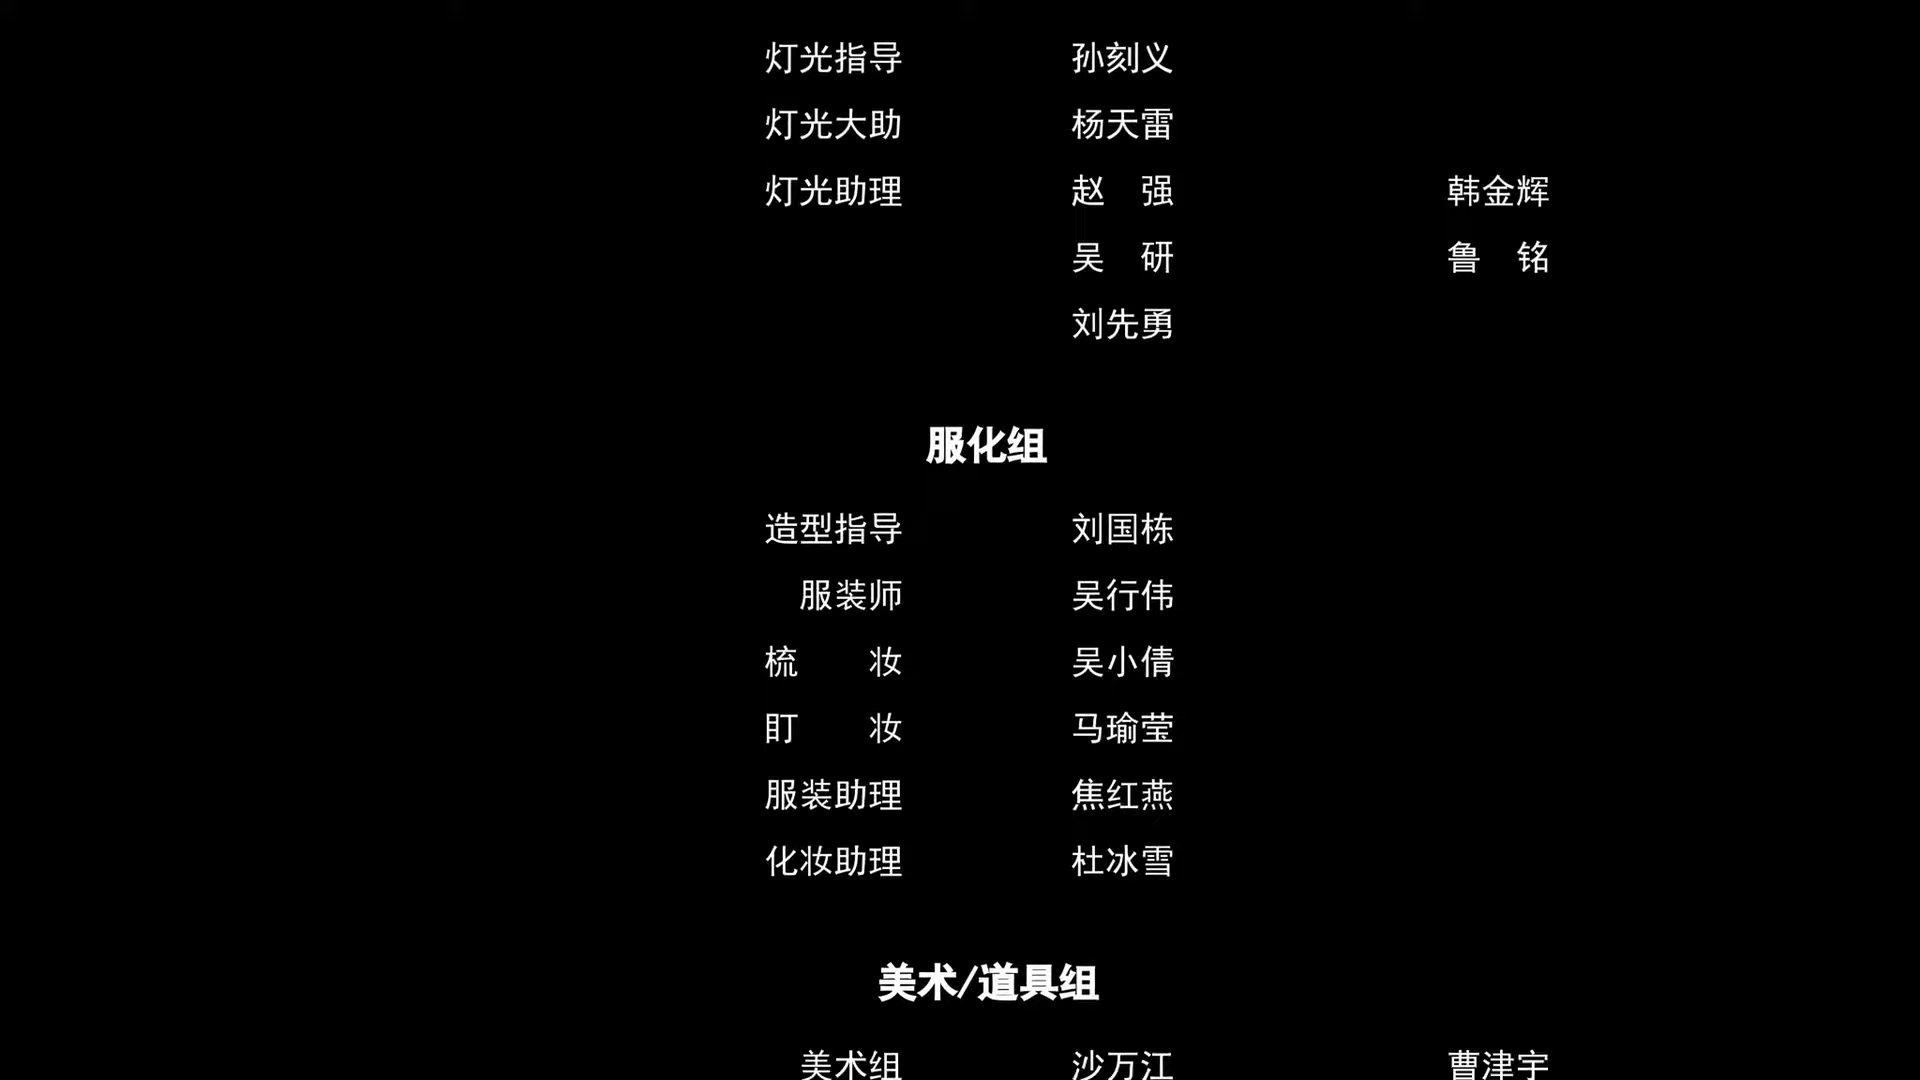 灯光指导 孙刻义
灯光大助 杨天雷
灯光助理 赵 强 韩金辉
吴 研 鲁 铭
刘先勇
服化组
造型指导 刘国栋
服装师 吴行伟
梳 妆 吴小倩
盯 妆 马瑜莹
服装助理 焦红燕
化妆助理 杜冰雪
美术/道具组
美术组 沙万江 曹津宇